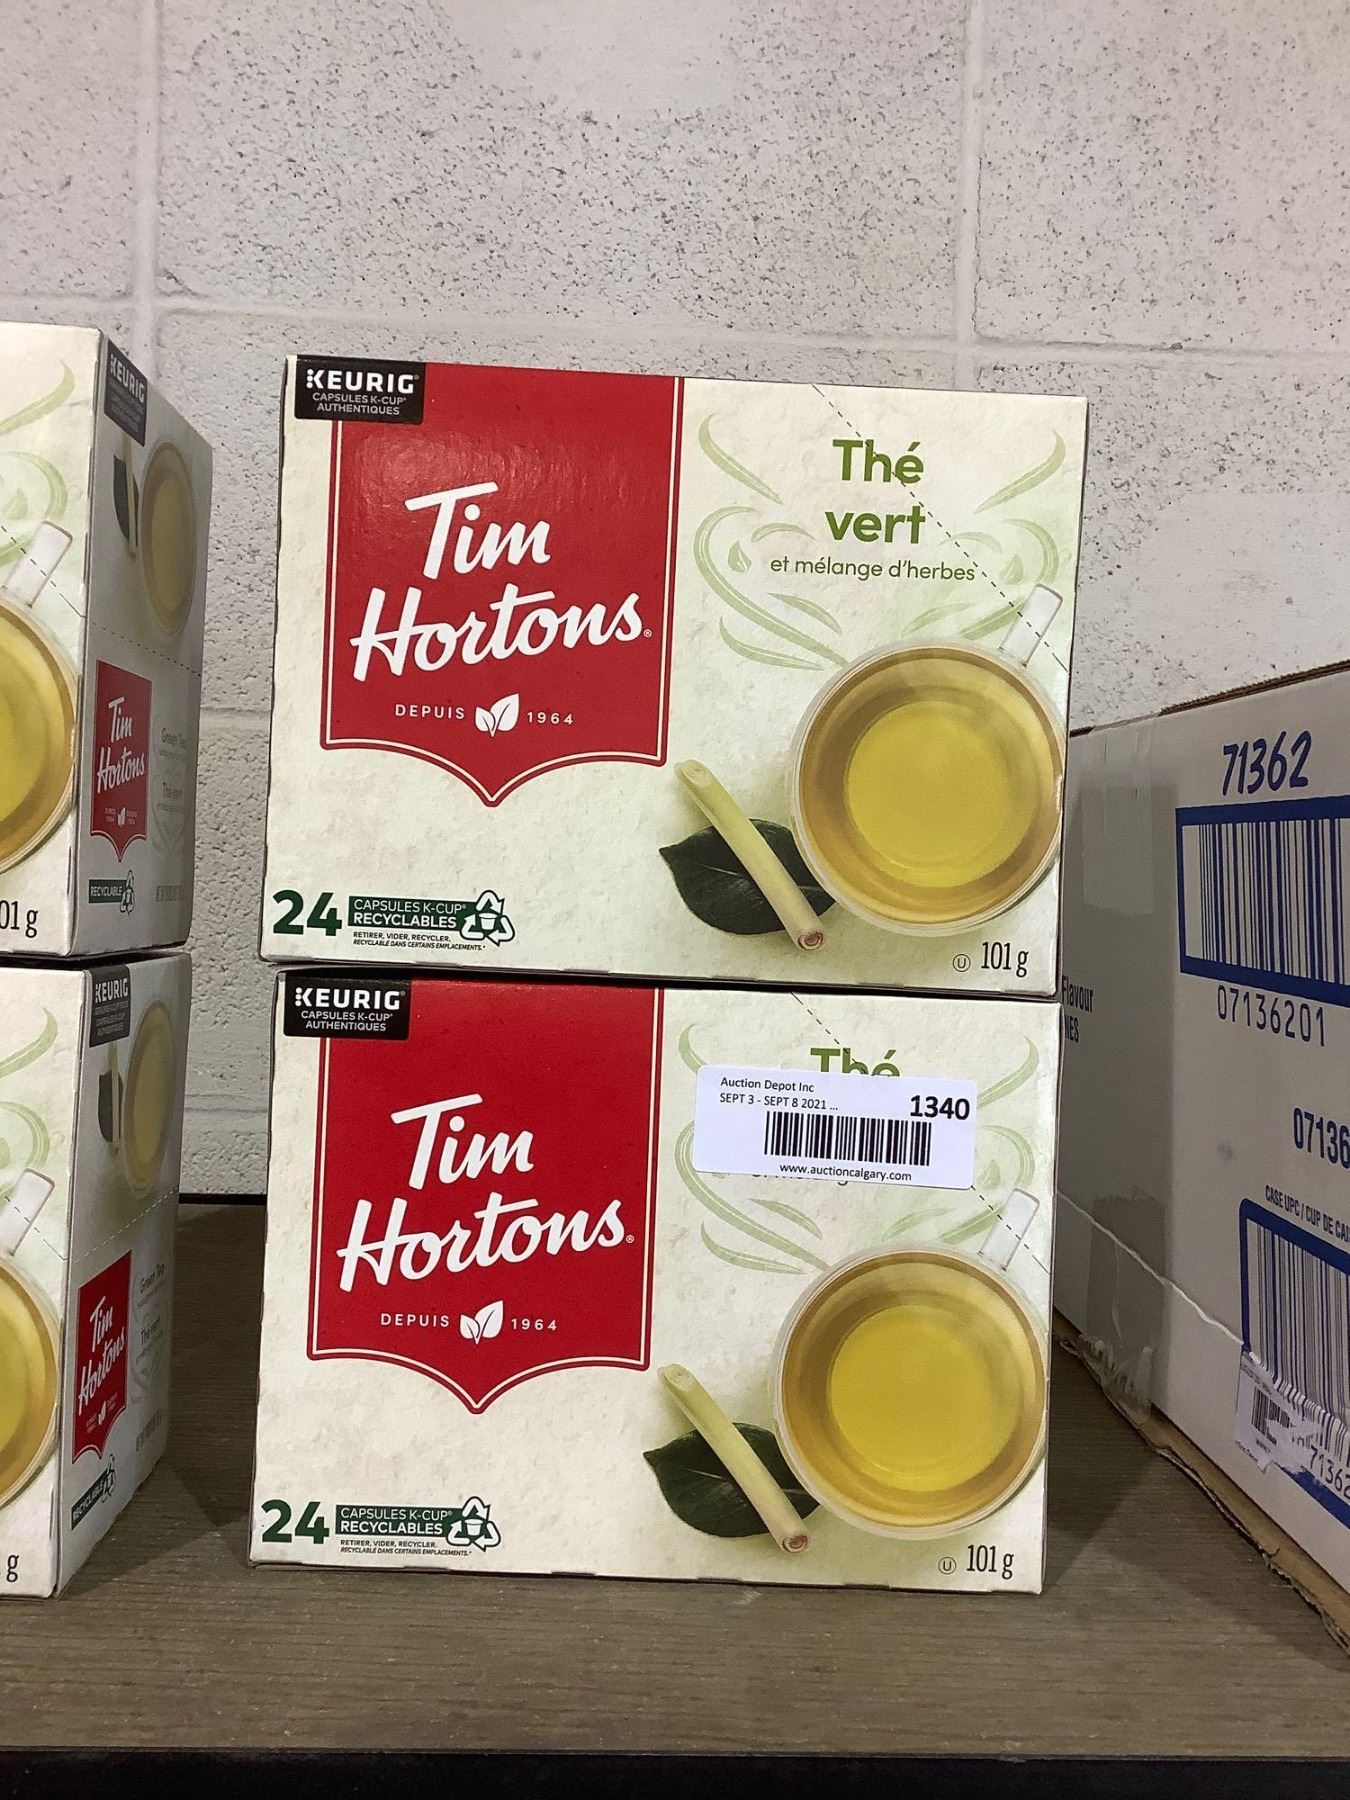 KEURIG
KEURIG
CAPSULES K-CUP®
AUTHENTIQUES
Tim
Hortons®
DEPUIS 1964
Thé
vert
et mélange d'herbes
24 CAPSULES K-CUP®
RECYCLABLES
RETIRER, VIDER, RECYCLER.
RECYCLABLE DANS CERTAINS EMPLACEMENTS.*
U 101 g
Tim
Hortons
RECYCLABLE
01 g
KEURIG
KEURIG
CAPSULES K-CUP®
AUTHENTIQUES
Tim
Hortons®
DEPUIS 1964
Thé
Auction Depot Inc
SEPT 3 - SEPT 8 2021 ...
1340
www.auctioncalgary.com
24 CAPSULES K-CUP®
RECYCLABLES
RETIRER, VIDER, RECYCLER.
RECYCLABLE DANS CERTAINS EMPLACEMENTS.*
U 101 g
Tim
Hortons
RECYCLABLE
g
71362
07136201
Flavour
07136
CASE UPC / CUP DE CAI
7136